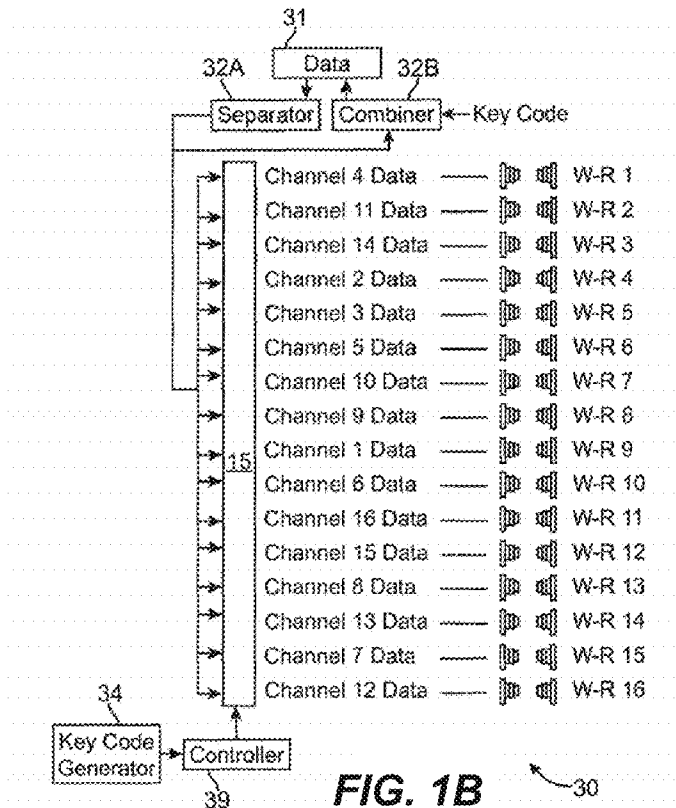 31
Data
32A
32B
Separator
Combiner
Key Code
Channel 4 Data W-R 1
Channel 11 Data W-R 2
Channel 14 Data W-R 3
Channel 2 Data W-R 4
Channel 3 Data W-R 5
Channel 5 Data W-R 6
Channel 10 Data W-R 7
Channel 9 Data W-R 8
15
Channel 1 Data W-R 9
Channel 6 Data W-R 10
Channel 16 Data W-R 11
Channel 15 Data W-R 12
Channel 8 Data W-R 13
Channel 13 Data W-R 14
Channel 7 Data W-R 15
Channel 12 Data W-R 16
34
Key Code
Generator
Controller
39
FIG. 1B
30